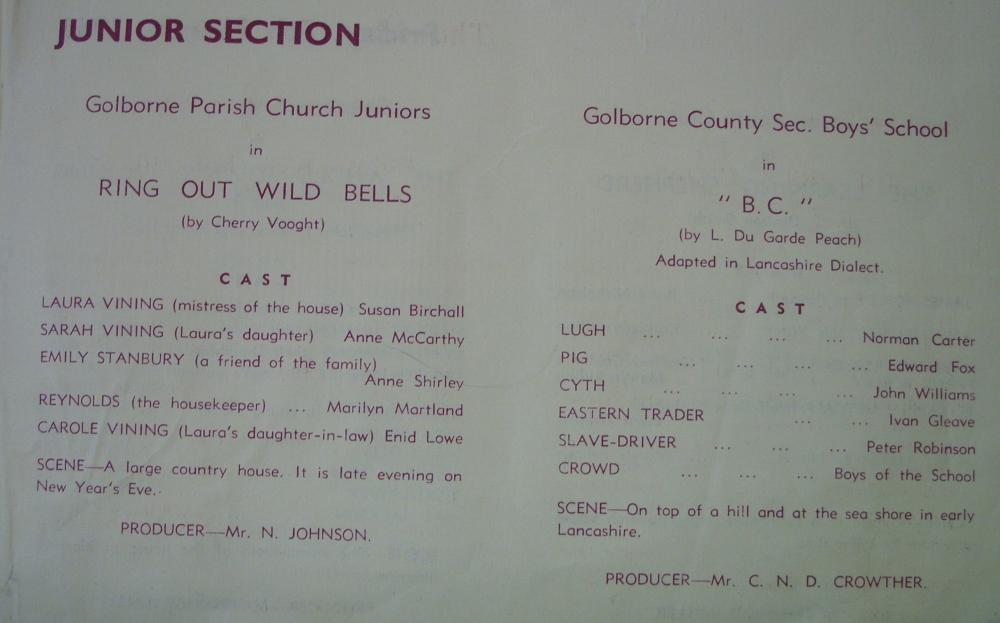 JUNIOR SECTION
Golborne Parish Church Juniors
in
RING OUT WILD BELLS
(by Cherry Vooght)
CAST
LAURA VINING (mistress of the house) Susan Birchall
SARAH VINING (Laura's daughter) Anne McCarthy
EMILY STANBURY (a friend of the family)
Anne Shirley
REYNOLDS (the housekeeper) ... Marilyn Martland
CAROLE VINING (Laura's daughter-in-law) Enid Lowe
SCENE—A large country house. It is late evening on
New Year's Eve.
PRODUCER—Mr. N. JOHNSON.
Golborne County Sec. Boys' School
in
" B. C. "
(by L. Du Garde Peach)
Adapted in Lancashire Dialect.
CAST
LUGH ... ... ... ... Norman Carter
PIG ... ... ... ... Edward Fox
CYTH ... ... ... ... John Williams
EASTERN TRADER ... ... Ivan Gleave
SLAVE-DRIVER ... ... ... Peter Robinson
CROWD ... ... ... Boys of the School
SCENE—On top of a hill and at the sea shore in early
Lancashire.
PRODUCER—Mr. C. N. D. CROWTHER.